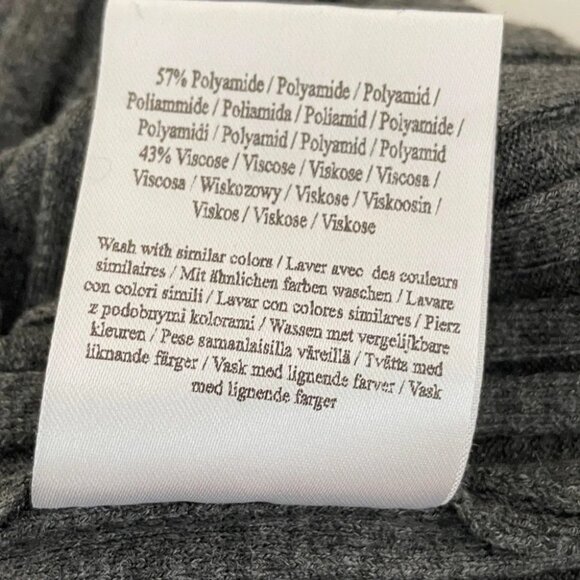 57% Polyamide / Polyamide / Polyamid /
Poliammide / Poliamida / Poliamid / Polyamide /
Polyamidi / Polyamid / Polyamid / Polyamid
43% Viscose / Viscose / Viskose / Viscosa /
Viscosa / Wiskozowy / Viskose / Viskoosin /
Viskos / Viskose / Viskose
Wash with similar colors / Laver avec des couleurs
similaires / Mit ähnlichen farben waschen / Lavare
con colori simili / Lavar con colores similares / Pierz
z podobnymi kolorami / Wassen met vergelijkbare
kleuren / Pese samanlaisilla väreillä / Tvätta med
liknande färger / Vask med lignende farver / Vask
med lignende farger